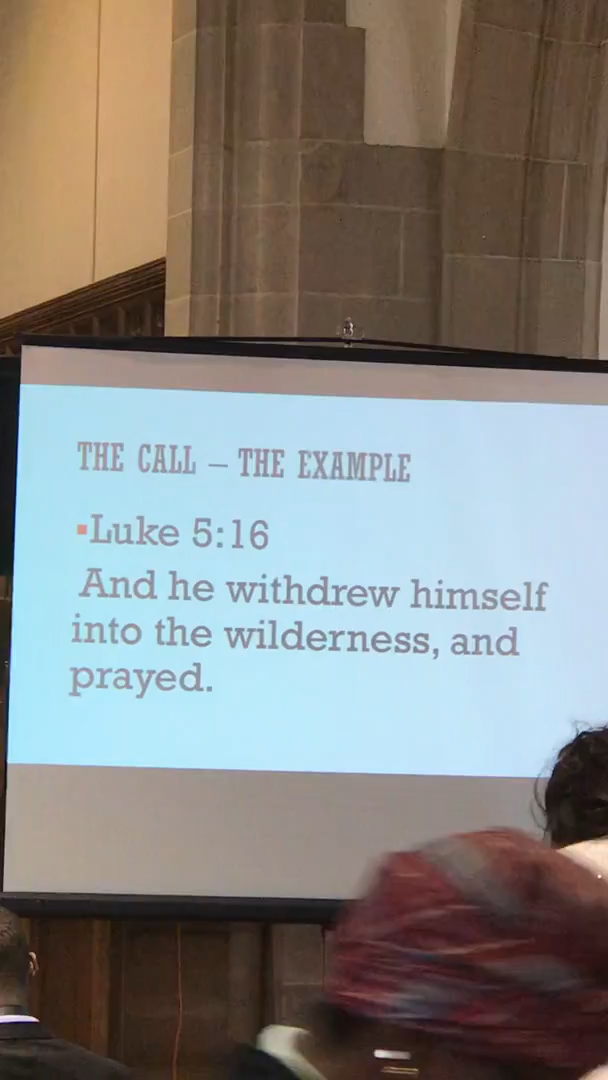 THE CALL – THE EXAMPLE
▪Luke 5:16
And he withdrew himself
into the wilderness, and
prayed.